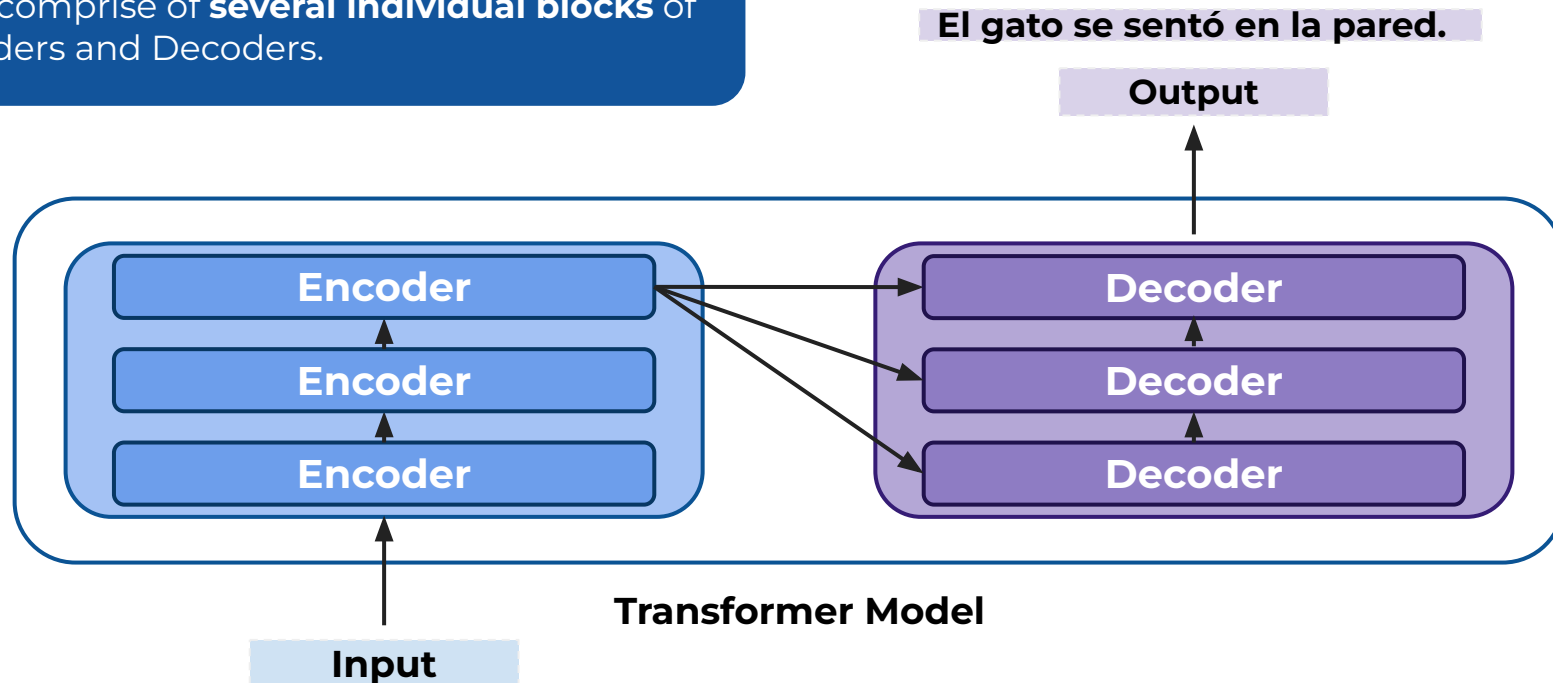 comprise of several individual blocks of
ders and Decoders.
El gato se sentó en la pared.
Output
Encoder
Encoder
Encoder
Decoder
Decoder
Decoder
Transformer Model
Input